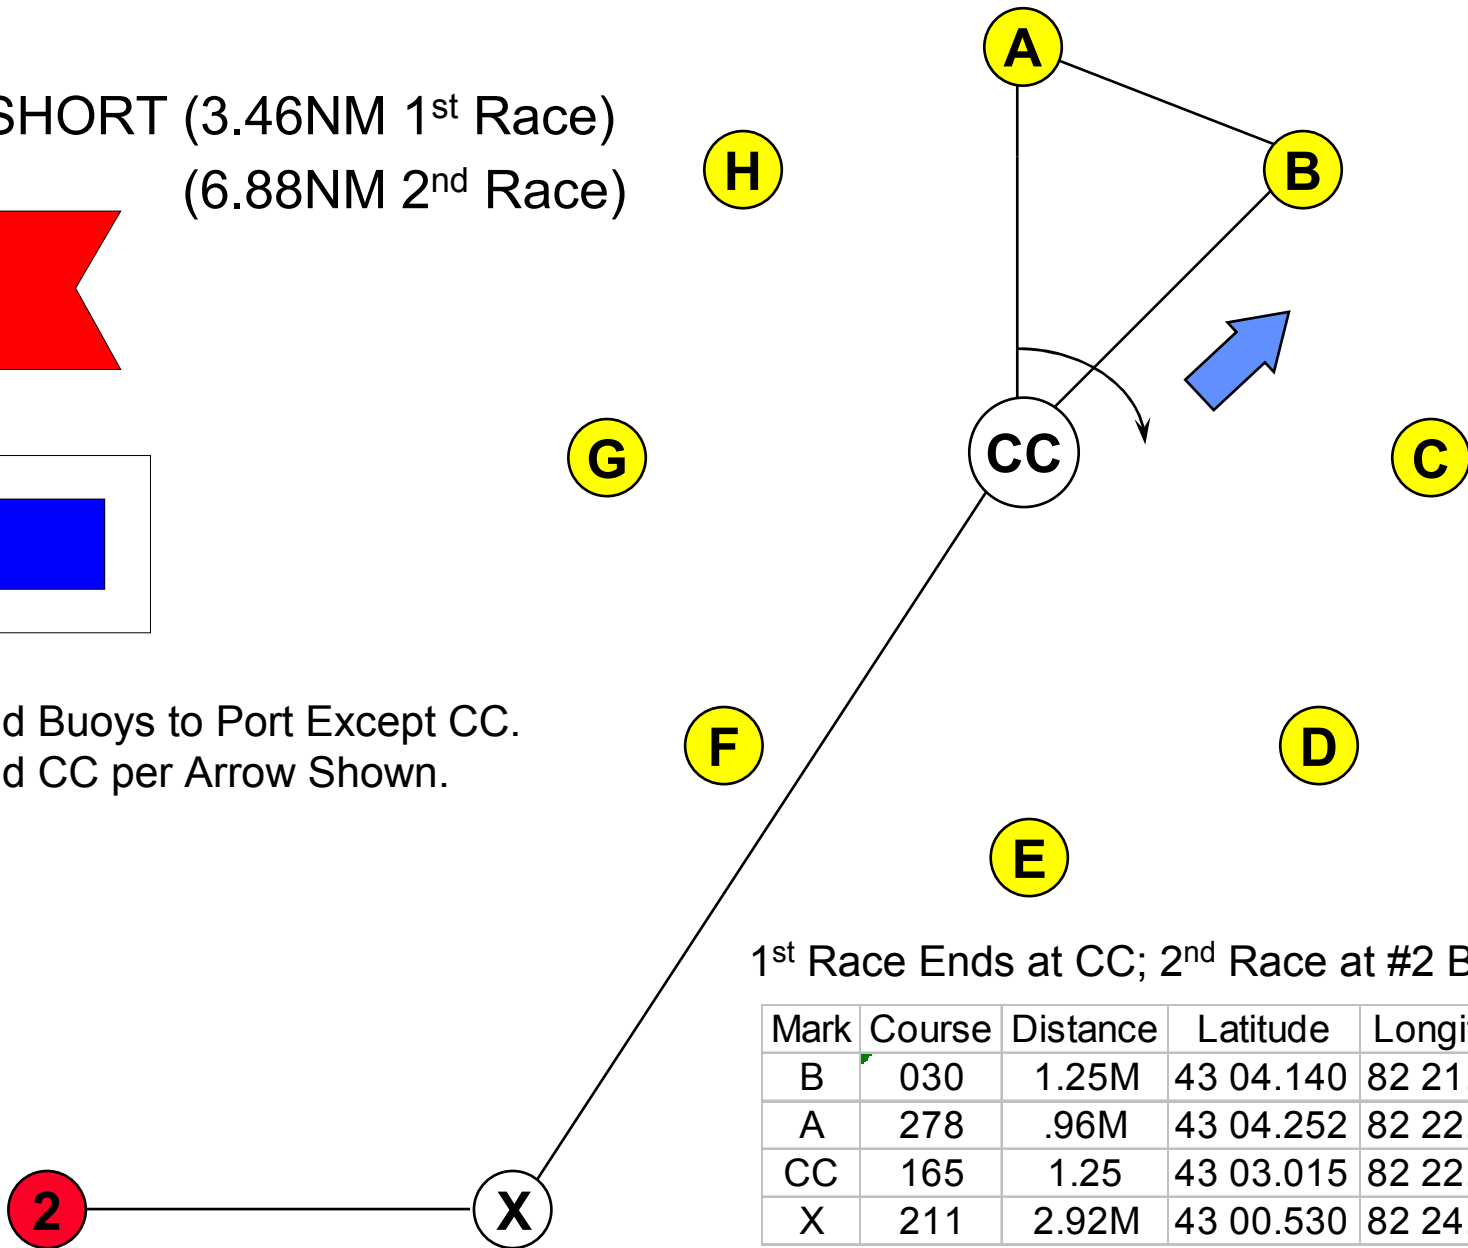 A
SHORT (3.46NM 1st Race)
H
B
(6.88NM 2nd Race)
G
CC
C
d Buoys to Port Except CC.
F
D
d CC per Arrow Shown.
E
1st Race Ends at CC; 2nd Race at #2 B
Mark Course Distance Latitude Longi
B 030 1.25M 43 04.140 82 21.
A 278 .96M 43 04.252 82 22
CC 165 1.25 43 03.015 82 22
X 211 2.92M 43 00.530 82 24
2
X